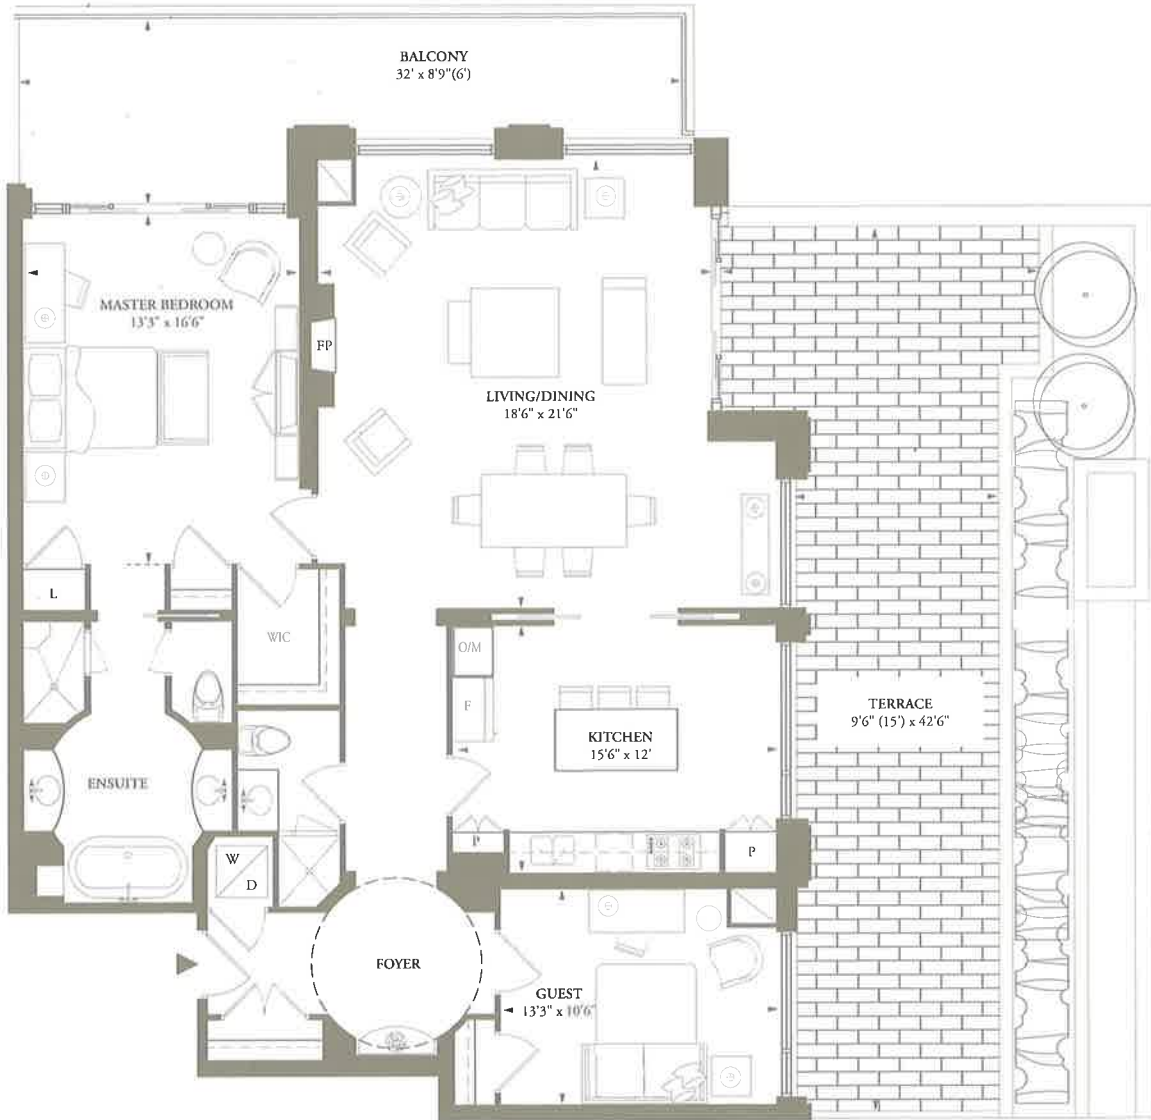 BALCONY
32' x 8'9"(6')
MASTER BEDROOM
13'3" x 16'6"
FP
LIVING/DINING
18'6" x 21'6"
L
WIC
O/M
F
KITCHEN
15'6" x 12'
TERRACE
9'6" (15') x 42'6"
ENSUITE
P
P
W
D
FOYER
GUEST
13'3" x 10'6"